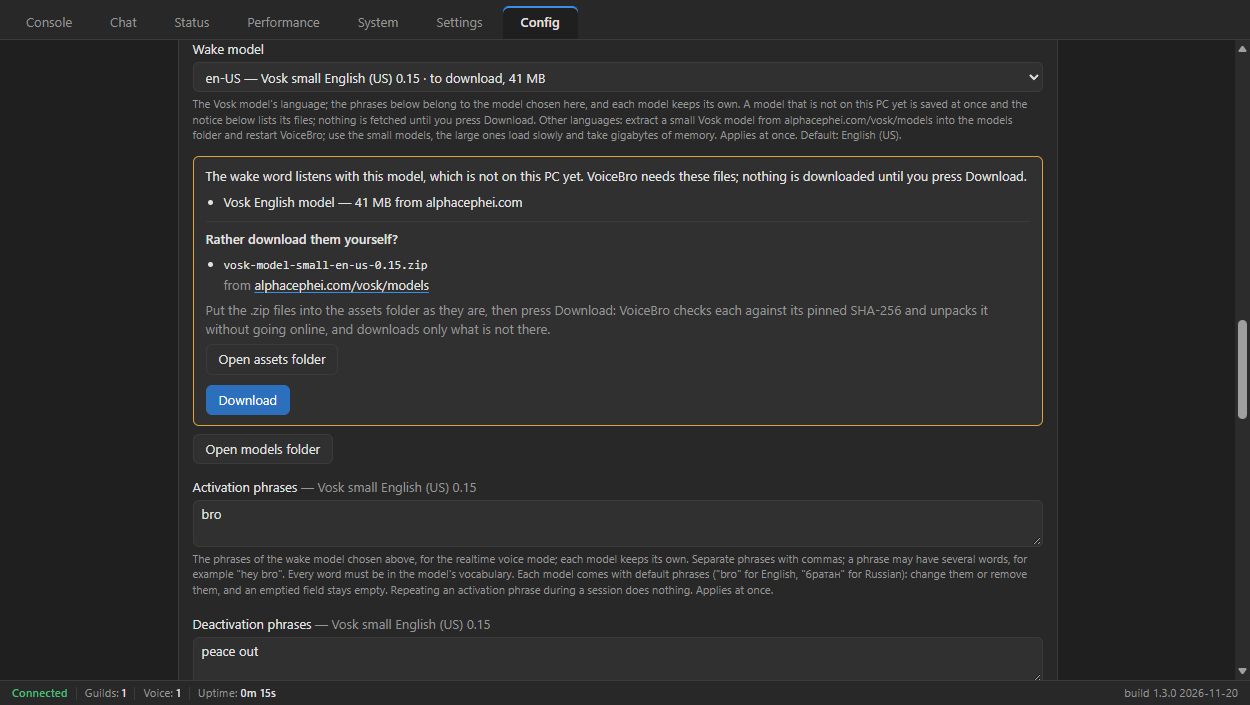 Console Chat Status Performance System Settings Config
Wake model
en-US — Vosk small English (US) 0.15 · to download, 41 MB
The Vosk model's language; the phrases below belong to the model chosen here, and each model keeps its own. A model that is not on this PC yet is saved at once and the
notice below lists its files; nothing is fetched until you press Download. Other languages: extract a small Vosk model from alphacephei.com/vosk/models into the models
folder and restart VoiceBro; use the small models, the large ones load slowly and take gigabytes of memory. Applies at once. Default: English (US).
The wake word listens with this model, which is not on this PC yet. VoiceBro needs these files; nothing is downloaded until you press Download.
• Vosk English model — 41 MB from alphacephei.com
Rather download them yourself?
• vosk-model-small-en-us-0.15.zip
from alphacephei.com/vosk/models
Put the .zip files into the assets folder as they are, then press Download: VoiceBro checks each against its pinned SHA-256 and unpacks it
without going online, and downloads only what is not there.
Open assets folder
Download
Open models folder
Activation phrases — Vosk small English (US) 0.15
bro
The phrases of the wake model chosen above, for the realtime voice mode; each model keeps its own. Separate phrases with commas; a phrase may have several words, for
example "hey bro". Every word must be in the model's vocabulary. Each model comes with default phrases ("bro" for English, "братан" for Russian): change them or remove
them, and an emptied field stays empty. Repeating an activation phrase during a session does nothing. Applies at once.
Deactivation phrases — Vosk small English (US) 0.15
peace out
Connected Guilds: 1 Voice: 1 Uptime: 0m 15s build 1.3.0 2026-11-20